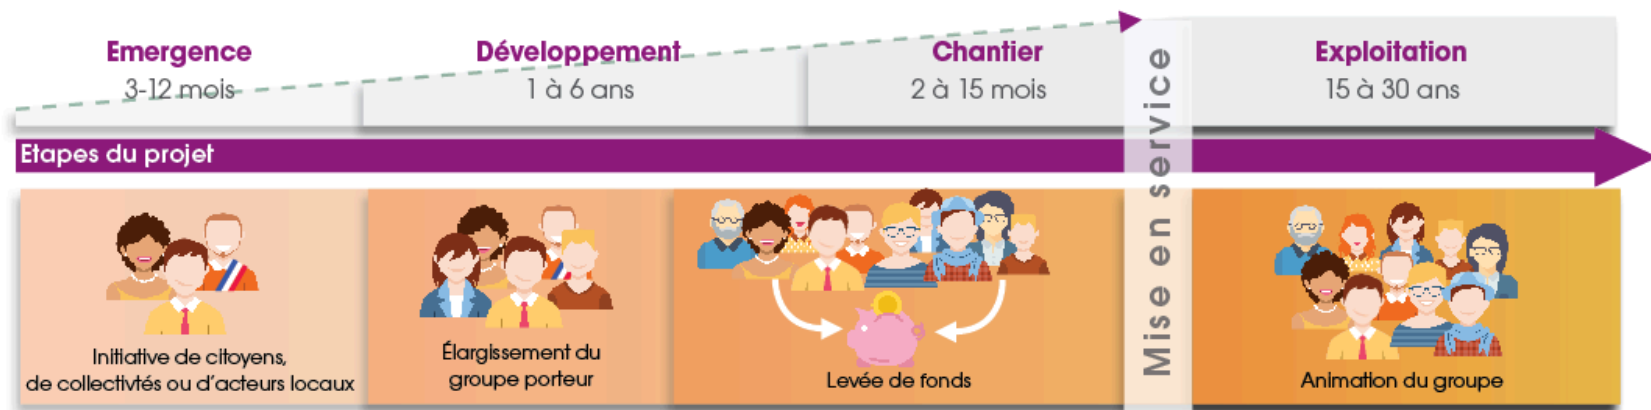 Emergence
3-12 mois
Développement
1 à 6 ans
Chantier
2 à 15 mois
Exploitation
15 à 30 ans
Mise en service
Etapes du projet
Initiative de citoyens,
de collectivtés ou d'acteurs locaux
Élargissement du
groupe porteur
Levée de fonds
Animation du groupe